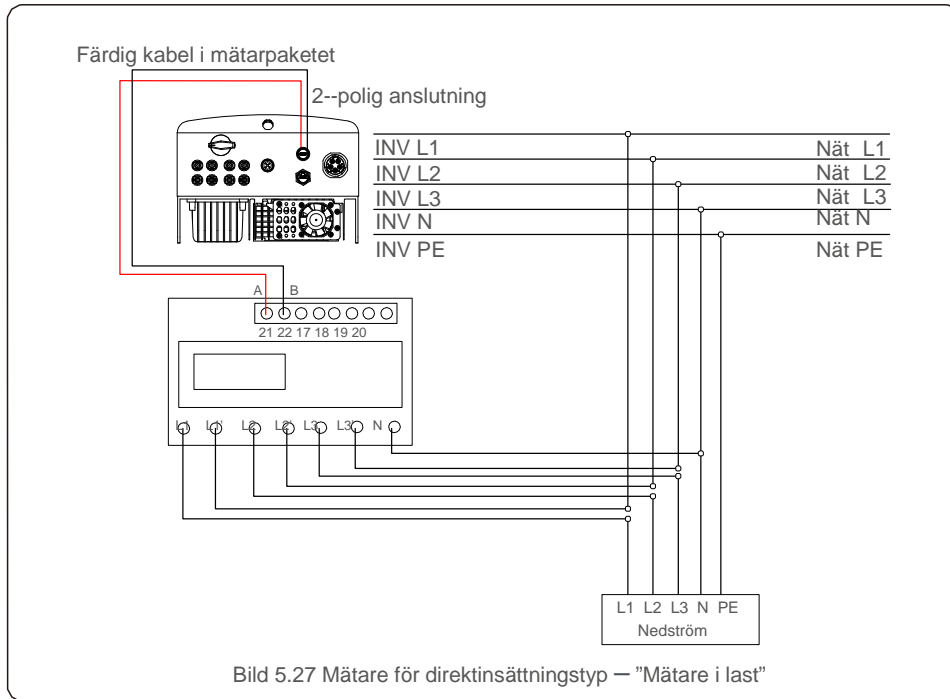 Färdig kabel i mätarpaketet
2--polig anslutning
INV L1
Nät L1
INV L2
Nät L2
INV L3
Nät L3
INV N
Nät N
INV PE
Nät PE
A B
21 22 17 18 19 20
L1 L1' L2 L2' L3 L3' N
L1 L2 L3 N PE
Nedström
Bild 5.27 Mätare för direktinsättningstyp — ”Mätare i last”